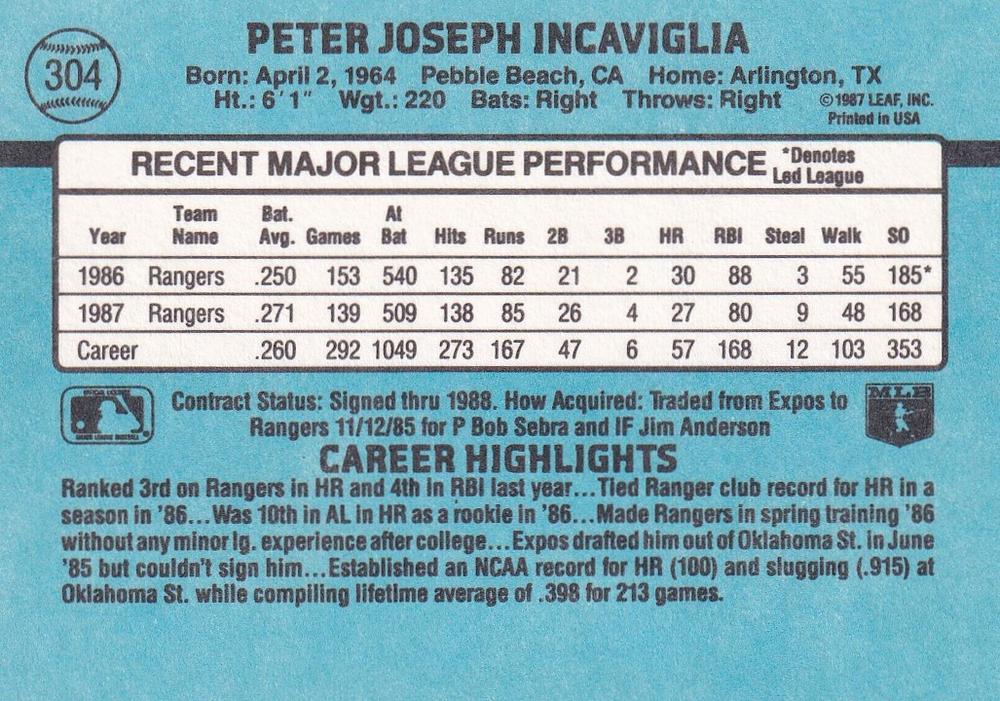 304
PETER JOSEPH INCAVIGLIA
Born: April 2, 1964 Pebble Beach, CA Home: Arlington, TX
Ht.: 6'1" Wgt.: 220 Bats: Right Throws: Right
©1987 LEAF, INC.
Printed in USA
RECENT MAJOR LEAGUE PERFORMANCE *Denotes
Led League
Year Team Name Bat. Avg. Games At Bat Hits Runs 2B 3B HR RBI Steal Walk SO
1986 Rangers .250 153 540 135 82 21 2 30 88 3 55 185*
1987 Rangers .271 139 509 138 85 26 4 27 80 9 48 168
Career .260 292 1049 273 167 47 6 57 168 12 103 353
Contract Status: Signed thru 1988. How Acquired: Traded from Expos to
Rangers 11/12/85 for P Bob Sebra and IF Jim Anderson
MLB
CAREER HIGHLIGHTS
Ranked 3rd on Rangers in HR and 4th in RBI last year...Tied Ranger club record for HR in a
season in '86...Was 10th in AL in HR as a rookie in '86...Made Rangers in spring training '86
without any minor lg. experience after college...Expos drafted him out of Oklahoma St. in June
'85 but couldn't sign him...Established an NCAA record for HR (100) and slugging (.915) at
Oklahoma St. while compiling lifetime average of .398 for 213 games.